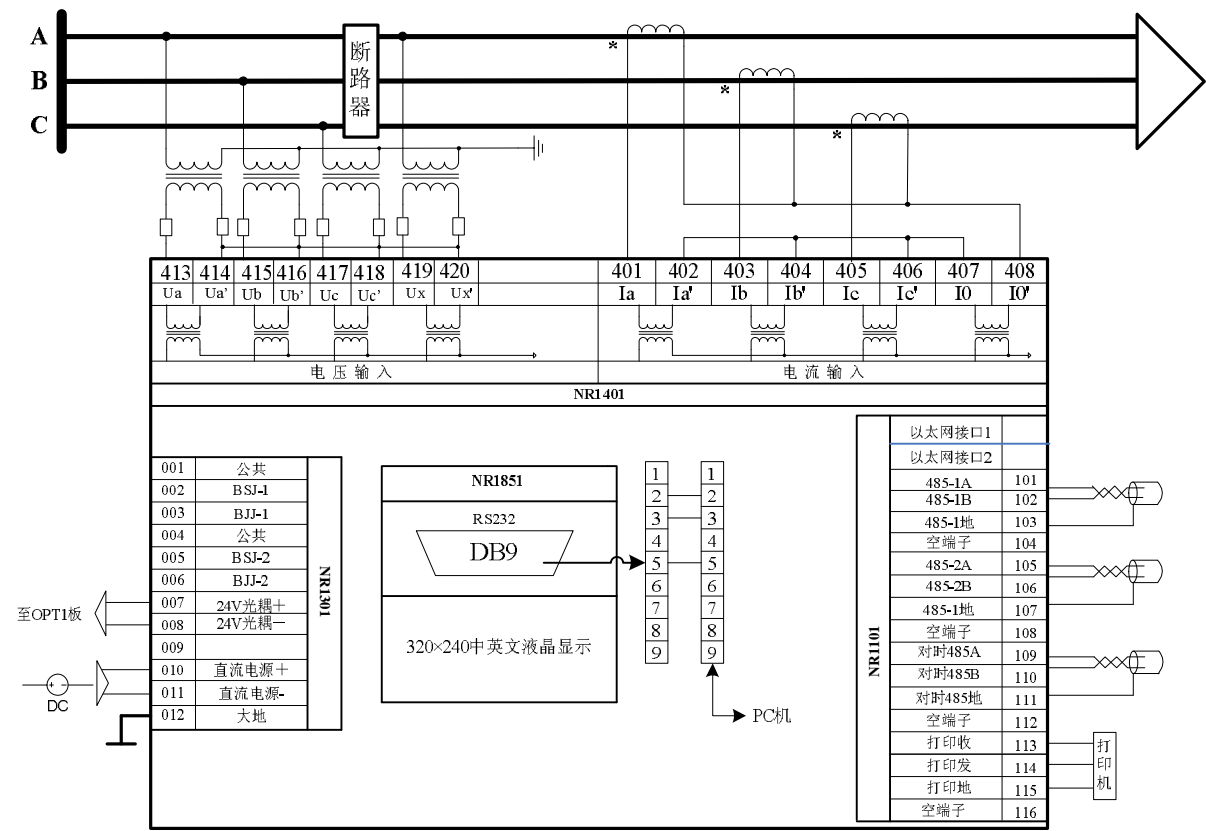 A
B
C
断路器
*
*
*
413 414 415 416 417 418 419 420
401 402 403 404 405 406 407 408
Ua Ua' Ub Ub' Uc Uc' Ux Ux'
Ia Ia' Ib Ib' Ic Ic' I0 I0'
电压输入
电流输入
NR1401
001 公共
002 BSJ-1
003 BJJ-1
004 公共
005 BSJ-2
006 BJJ-2
007 24V光耦+
008 24V光耦-
009
010 直流电源+
011 直流电源-
012 大地
NR1301
至OPT1板
DC
NR1851
RS232
DB9
320×240中英文液晶显示
1 1
2 2
3 3
4 4
5 5
6 6
7 7
8 8
9 9
PC机
NR1101
以太网接口1
以太网接口2
485-1A 101
485-1B 102
485-1地 103
空端子 104
485-2A 105
485-2B 106
485-1地 107
空端子 108
对时485A 109
对时485B 110
对时485地 111
空端子 112
打印收 113
打印发 114
打印地 115
空端子 116
打印机